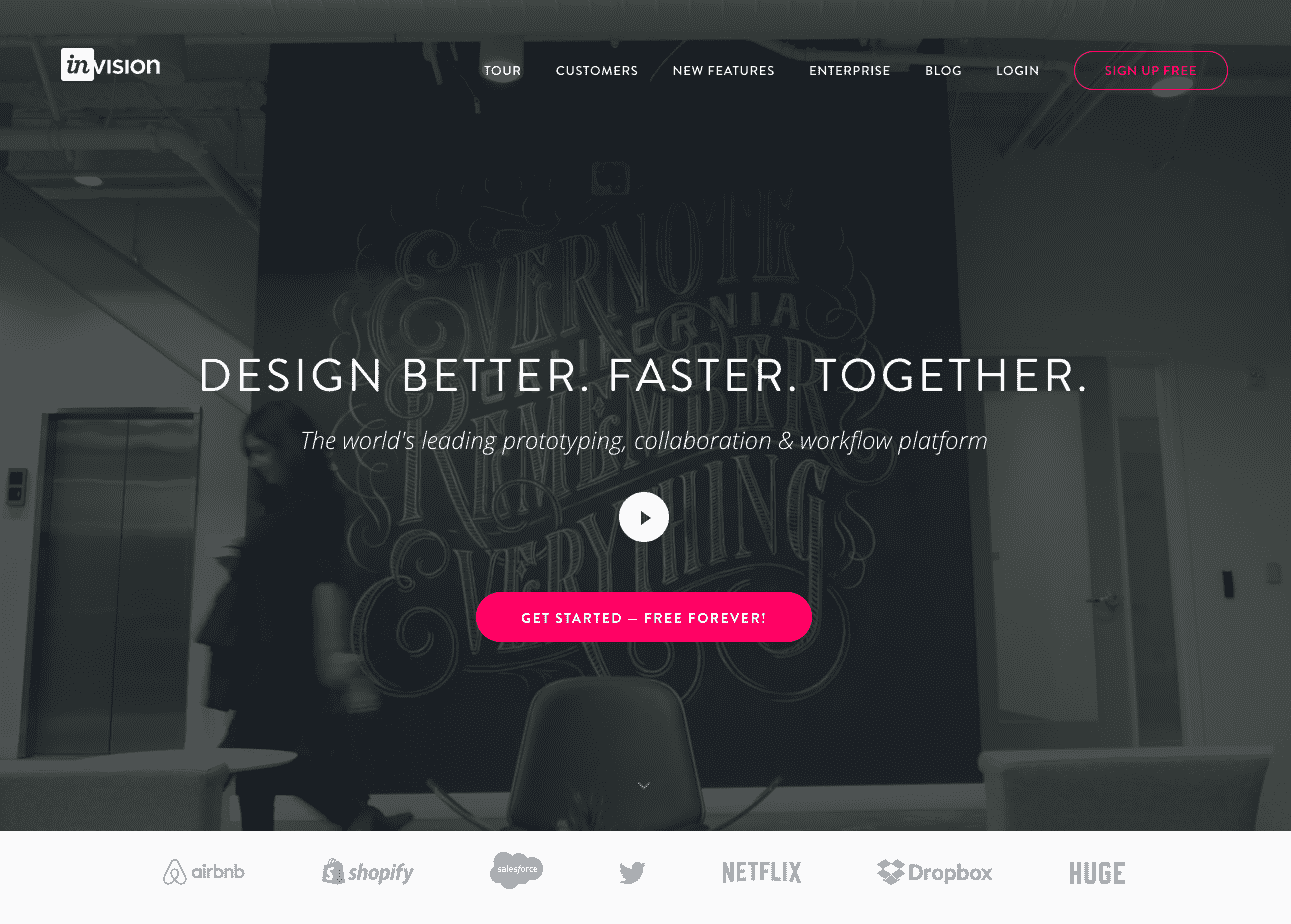 invision
TOUR CUSTOMERS NEW FEATURES ENTERPRISE BLOG LOGIN SIGN UP FREE
EVERNOTE
CALIFORNIA
REMEMBER
EVERYTHING
DESIGN BETTER. FASTER. TOGETHER.
The world's leading prototyping, collaboration & workflow platform
GET STARTED — FREE FOREVER!
airbnb shopify salesforce NETFLIX Dropbox HUGE